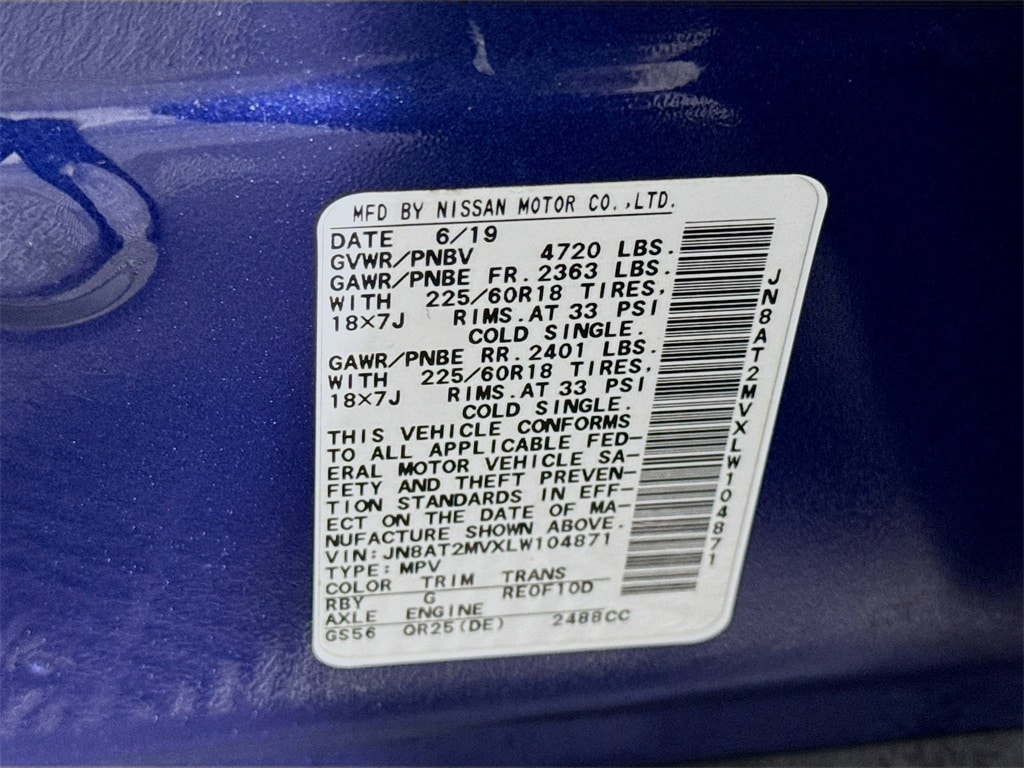 MFD BY NISSAN MOTOR CO.,LTD.
DATE 6/19
GVWR/PNBV 4720 LBS.
GAWR/PNBE FR. 2363 LBS.
WITH 225/60R18 TIRES,
18×7J RIMS.AT 33 PSI
COLD SINGLE.
GAWR/PNBE RR. 2401 LBS.
WITH 225/60R18 TIRES,
18×7J RIMS.AT 33 PSI
COLD SINGLE.
THIS VEHICLE CONFORMS
TO ALL APPLICABLE FED-
ERAL MOTOR VEHICLE SA-
FETY AND THEFT PREVEN-
TION STANDARDS IN EFF-
ECT ON THE DATE OF MA-
NUFACTURE SHOWN ABOVE.
VIN:JN8AT2MVXLW104871
TYPE:MPV
COLOR TRIM TRANS
RBY G RE0F10D
AXLE ENGINE
GS56 QR25(DE) 2488CC
JN8AT2MVXLW104871